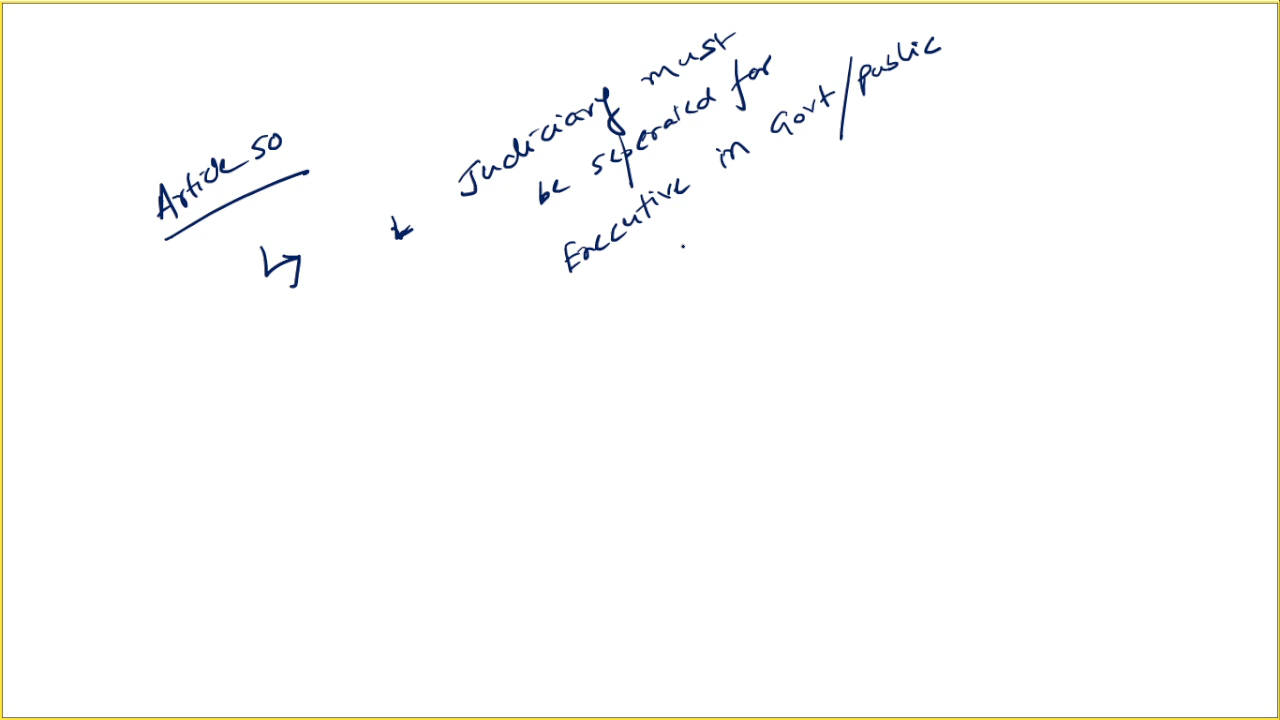 Article 50
Judiciary must
be seperated for
Executive in Govt/public